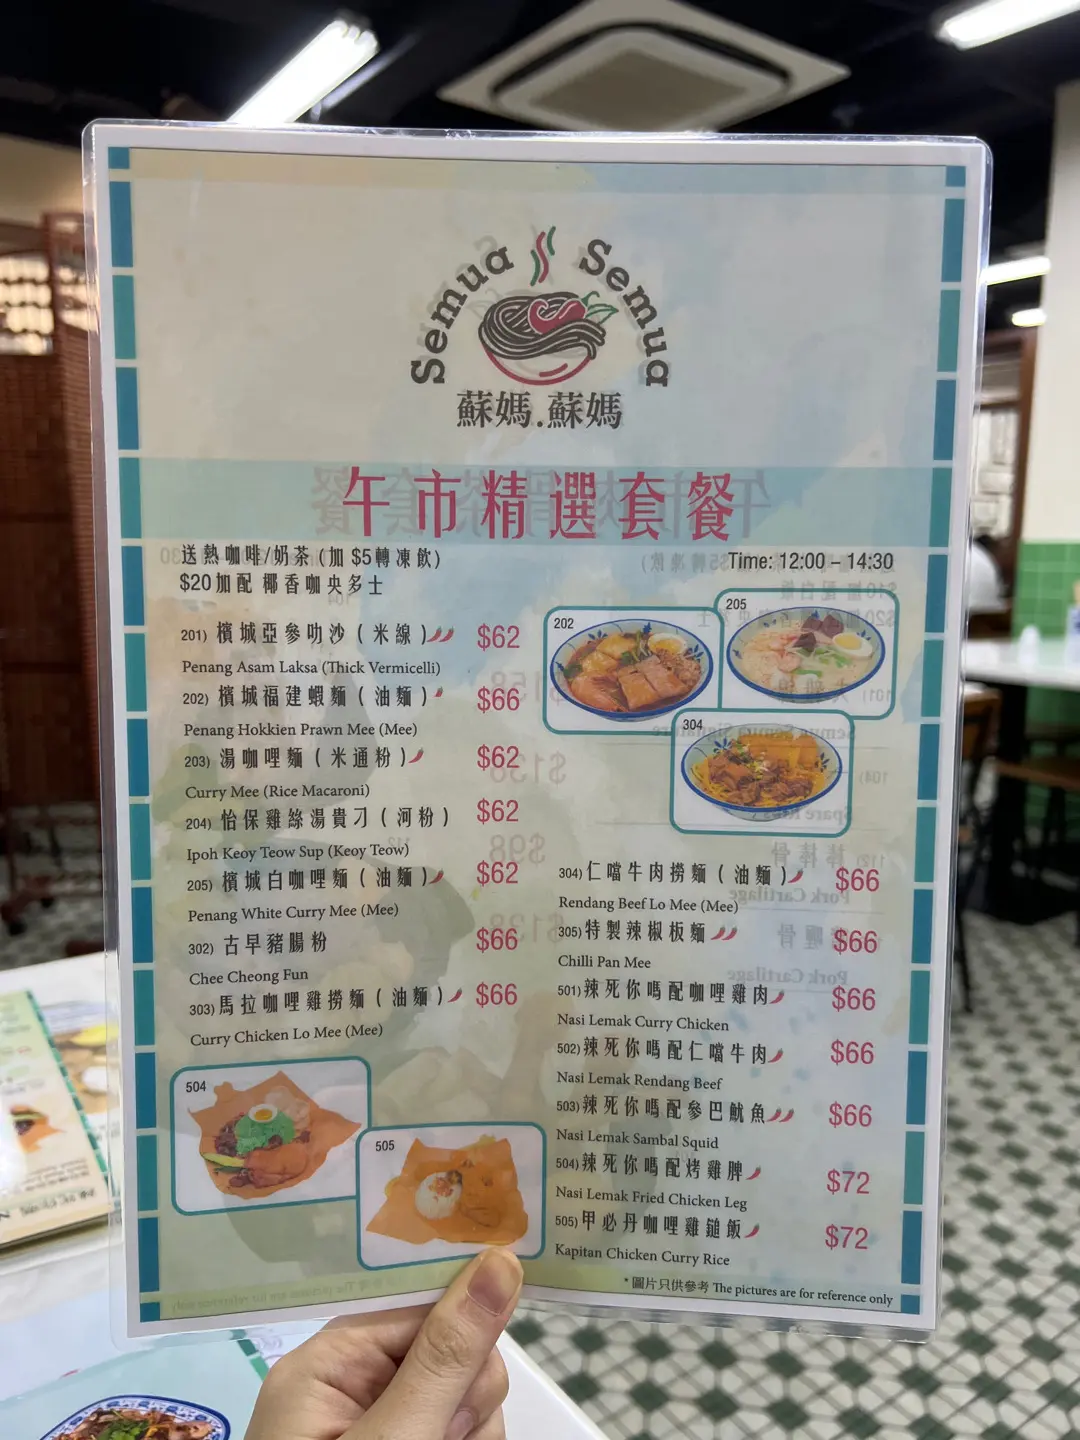 Semua Semua
蘇媽.蘇媽
午市精選套餐
送熱咖啡/奶茶 (加 $5轉凍飲)
Time: 12:00 – 14:30
$20加配 椰香咖央多士
201) 檳城亞參叻沙 ( 米線 ) $62
Penang Asam Laksa (Thick Vermicelli)
202) 檳城福建蝦麵 ( 油麵 ) $66
Penang Hokkien Prawn Mee (Mee)
203) 湯咖哩麵 ( 米通粉 ) $62
Curry Mee (Rice Macaroni)
204) 怡保雞絲湯貴刁 ( 河粉 ) $62
Ipoh Keoy Teow Sup (Keoy Teow)
205) 檳城白咖哩麵 ( 油麵 ) $62
Penang White Curry Mee (Mee)
302) 古早豬腸粉 $66
Chee Cheong Fun
303) 馬拉咖哩雞撈麵 ( 油麵 ) $66
Curry Chicken Lo Mee (Mee)
202
205
304
304) 仁噹牛肉撈麵 ( 油麵 ) $66
Rendang Beef Lo Mee (Mee)
305) 特製辣椒板麵 $66
Chilli Pan Mee
501) 辣死你嗎配咖哩雞肉 $66
Nasi Lemak Curry Chicken
502) 辣死你嗎配仁噹牛肉 $66
Nasi Lemak Rendang Beef
503) 辣死你嗎配參巴魷魚 $66
Nasi Lemak Sambal Squid
504) 辣死你嗎配烤雞脾 $72
Nasi Lemak Fried Chicken Leg
505) 甲必丹咖哩雞鎚飯 $72
Kapitan Chicken Curry Rice
504
505
* 圖片只供參考 The pictures are for reference only